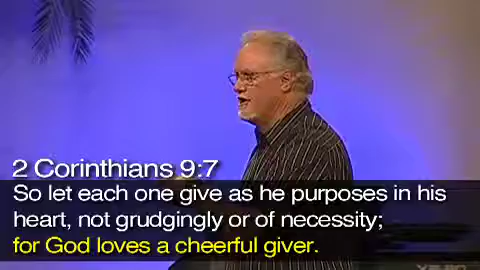 2 Corinthians 9:7
So let each one give as he purposes in his
heart, not grudgingly or of necessity;
for God loves a cheerful giver.